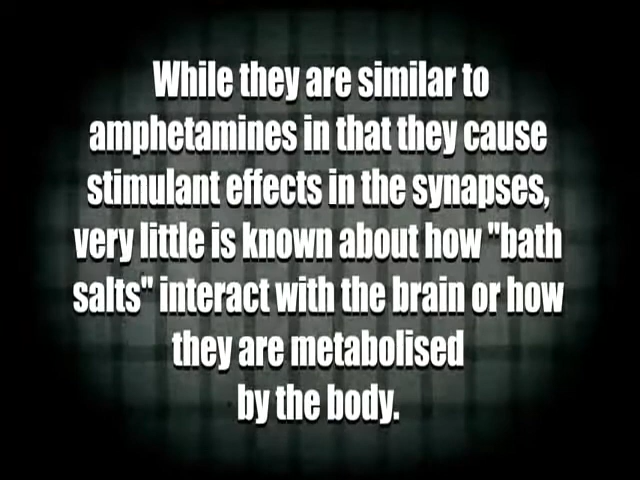 While they are similar to
amphetamines in that they cause
stimulant effects in the synapses,
very little is known about how "bath
salts" interact with the brain or how
they are metabolised
by the body.